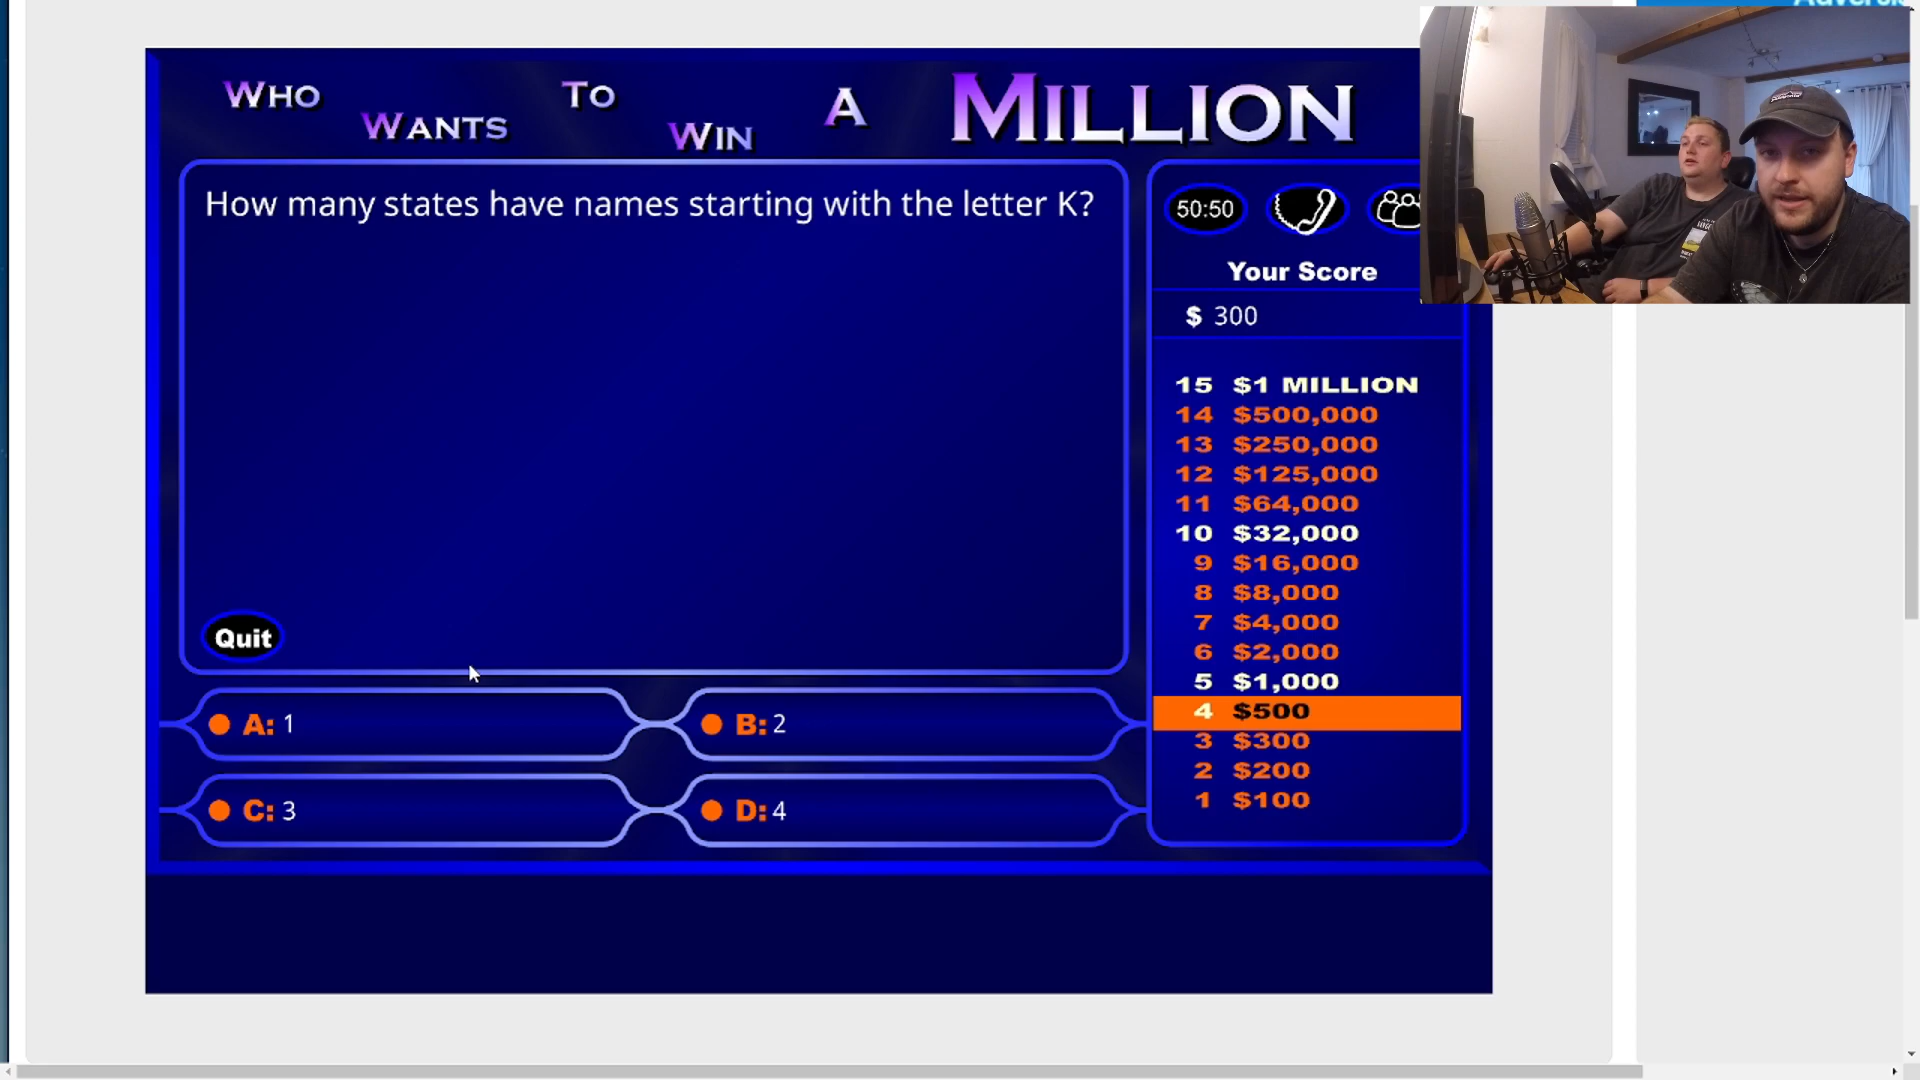 WHO WANTS TO WIN A MILLION
How many states have names starting with the letter K?
50:50
Your Score
$ 300
15 $1 MILLION
14 $500,000
13 $250,000
12 $125,000
11 $64,000
10 $32,000
9 $16,000
8 $8,000
7 $4,000
6 $2,000
5 $1,000
4 $500
3 $300
2 $200
1 $100
Quit
A: 1
B: 2
C: 3
D: 4